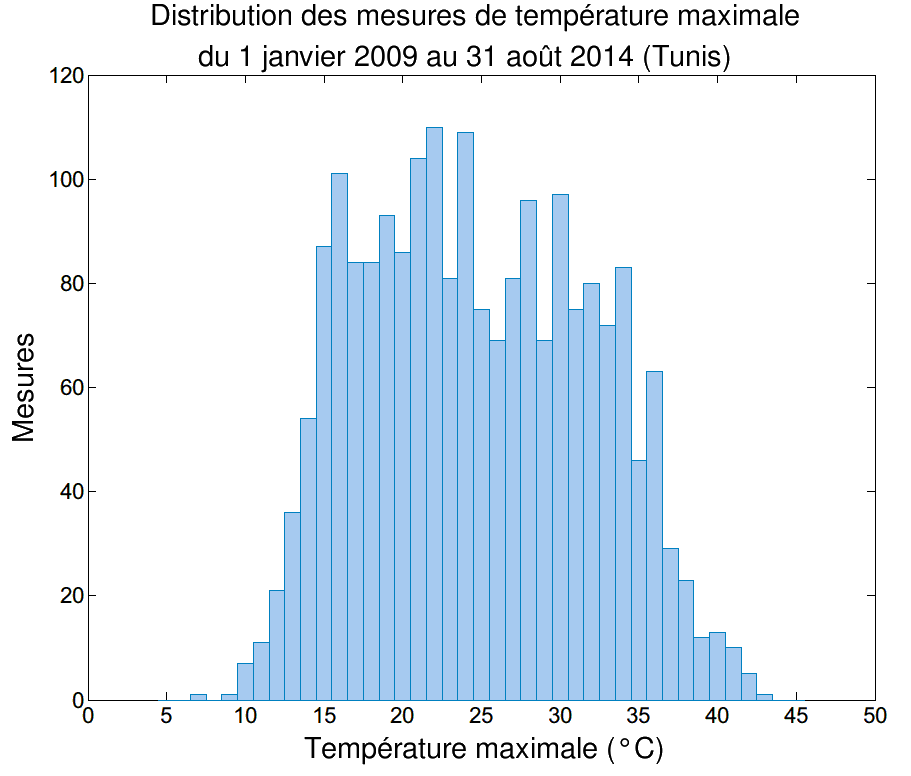 Distribution des mesures de température maximale
du 1 janvier 2009 au 31 août 2014 (Tunis)
120
100
80
60
40
20
0
Mesures
0 5 10 15 20 25 30 35 40 45 50
Température maximale (°C)